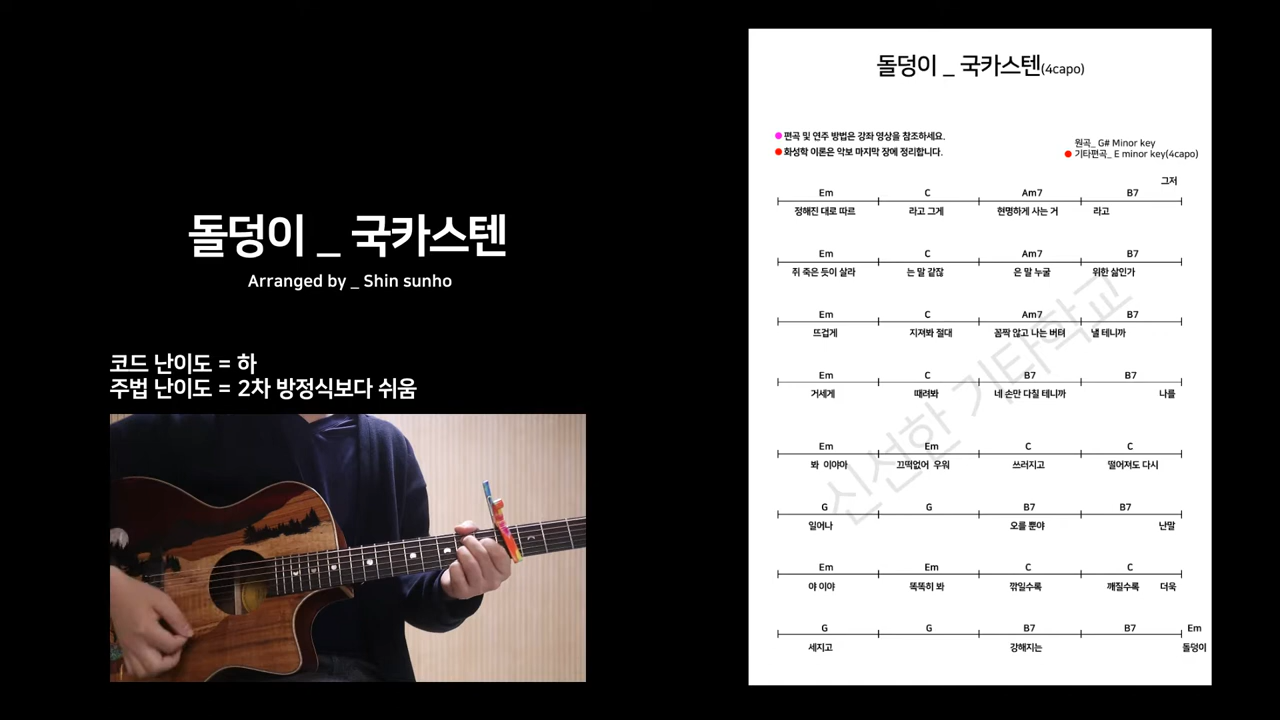 돌덩이 _ 국카스텐
Arranged by _ Shin sunho
코드 난이도 = 하
주법 난이도 = 2차 방정식보다 쉬움
돌덩이 _ 국카스텐(4capo)
편곡 및 연주 방법은 강좌 영상을 참조하세요.
화성학 이론은 악보 마지막 장에 정리합니다.
원곡_ G# Minor key
기타편곡_ E minor key(4capo)
그저
Em C Am7 B7
정해진 대로 따르 라고 그게 현명하게 사는 거 라고
Em C Am7 B7
쥐 죽은 듯이 살라 는 말 같잖 은 말 누굴 위한 삶인가
Em C Am7 B7
뜨겁게 지져봐 절대 꼼짝 않고 나는 버텨 낼 테니까
Em C B7 B7
거세게 때려봐 네 손만 다칠 테니까 나를
Em Em C C
봐 이야아 끄떡없어 우워 쓰러지고 떨어져도 다시
G G B7 B7
일어나 오를 뿐야 난말
Em Em C C
야 이야 똑똑히 봐 깎일수록 깨질수록 더욱
G G B7 B7 Em
세지고 강해지는 돌덩이
신선한 기타학교